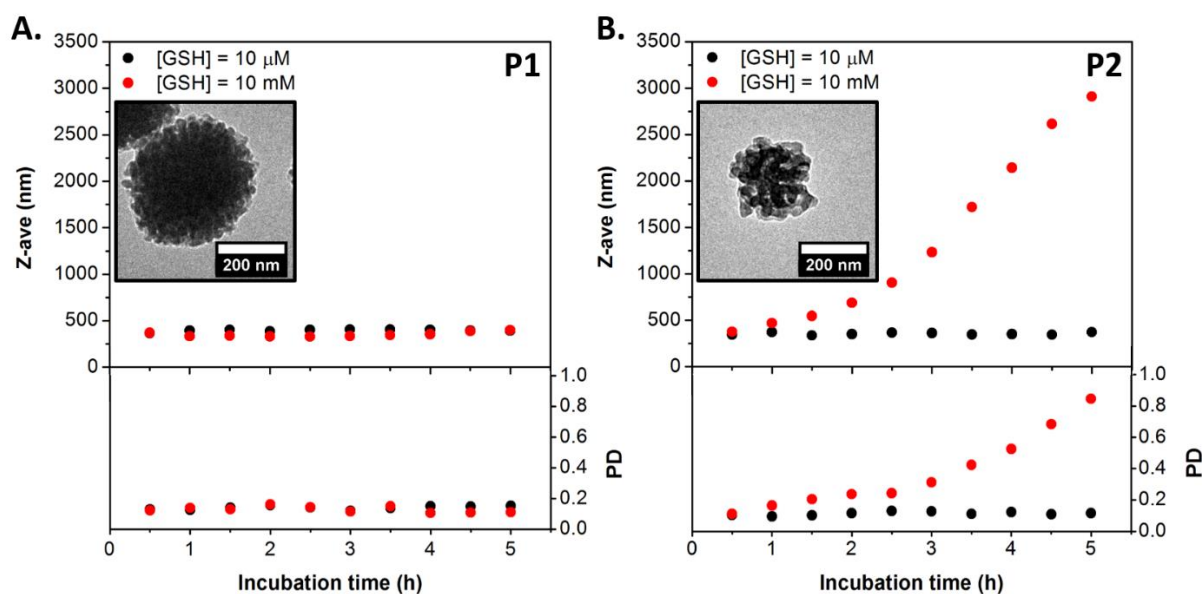 A.
3500
3000
2500
2000
1500
1000
500
0
Z-ave (nm)
[GSH] = 10 μM
[GSH] = 10 mM
P1
200 nm
1.0
0.8
0.6
0.4
0.2
0.0
PD
0 1 2 3 4 5
Incubation time (h)
B.
3500
3000
2500
2000
1500
1000
500
0
Z-ave (nm)
[GSH] = 10 μM
[GSH] = 10 mM
P2
200 nm
1.0
0.8
0.6
0.4
0.2
0.0
PD
0 1 2 3 4 5
Incubation time (h)